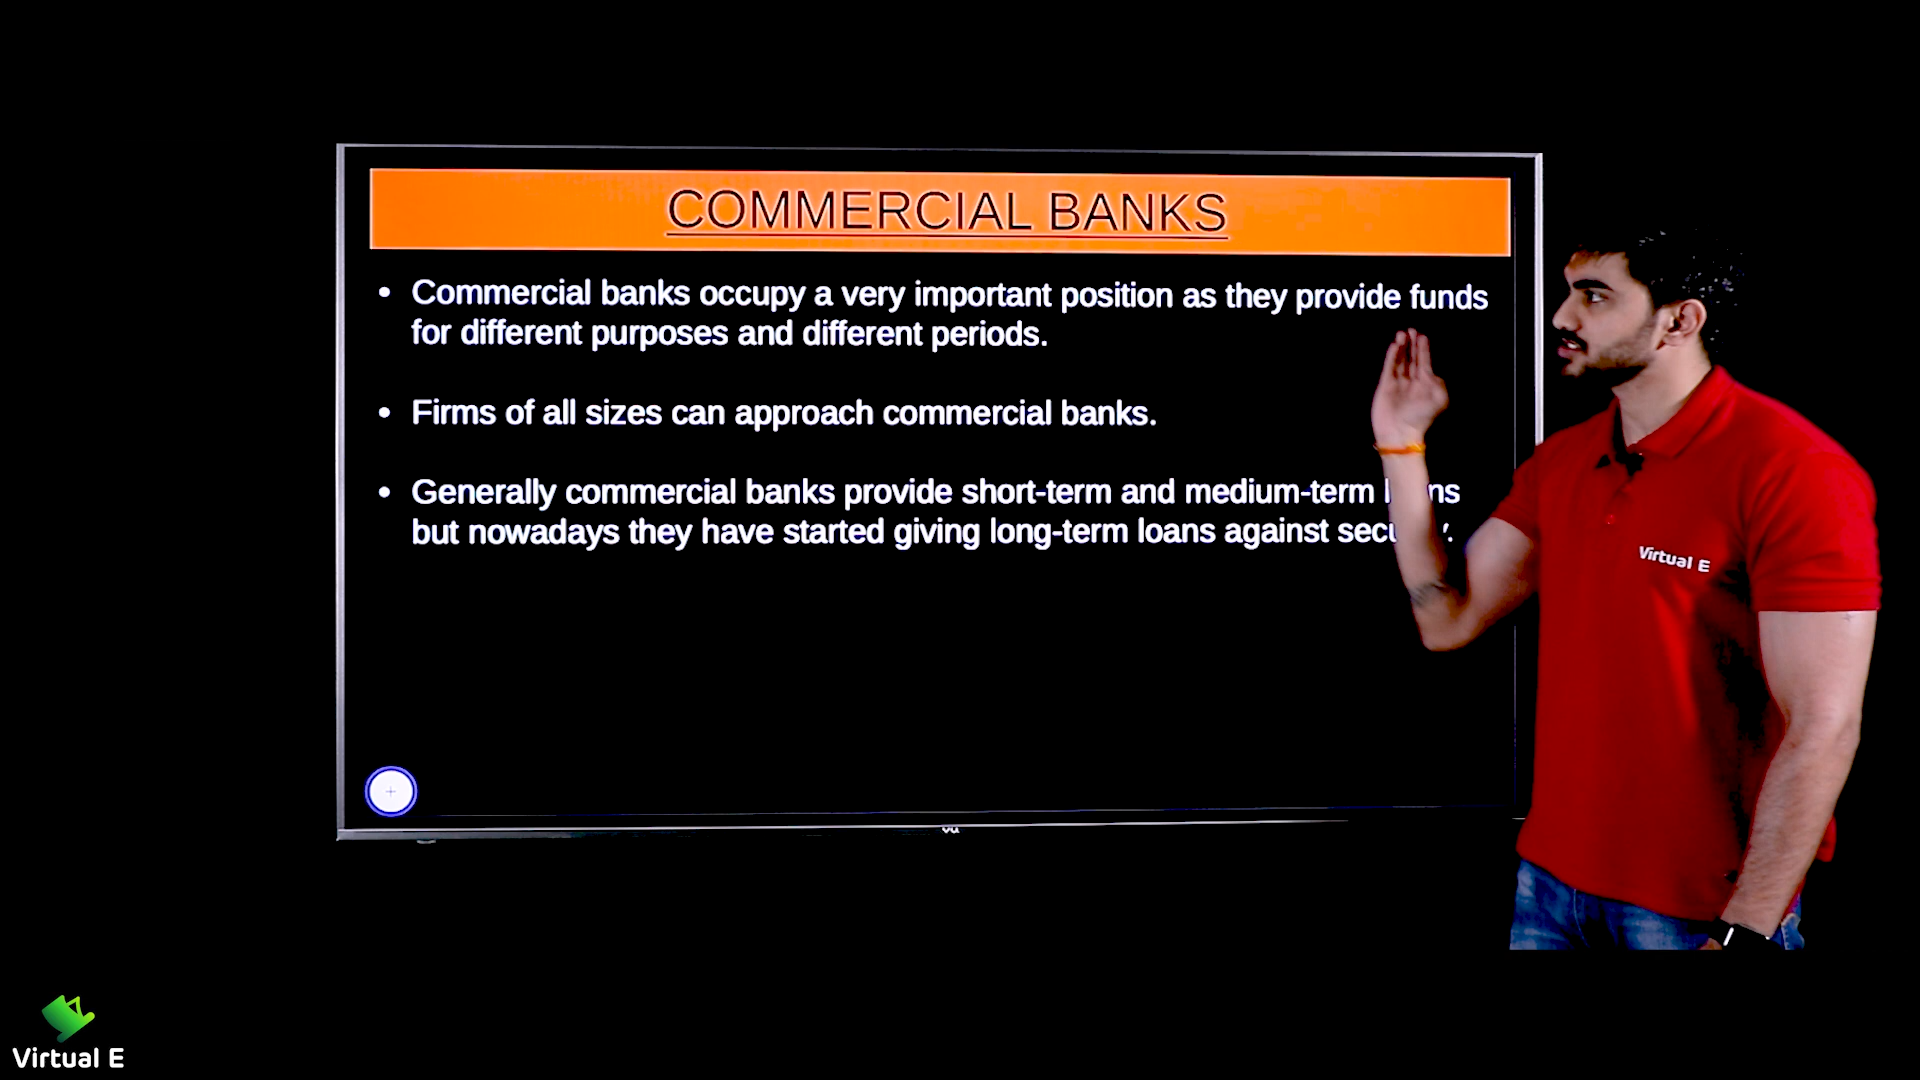 COMMERCIAL BANKS
• Commercial banks occupy a very important position as they provide funds
for different purposes and different periods.
• Firms of all sizes can approach commercial banks.
• Generally commercial banks provide short-term and medium-term
but nowadays they have started giving long-term loans against
Virtual E
vu
Virtual E